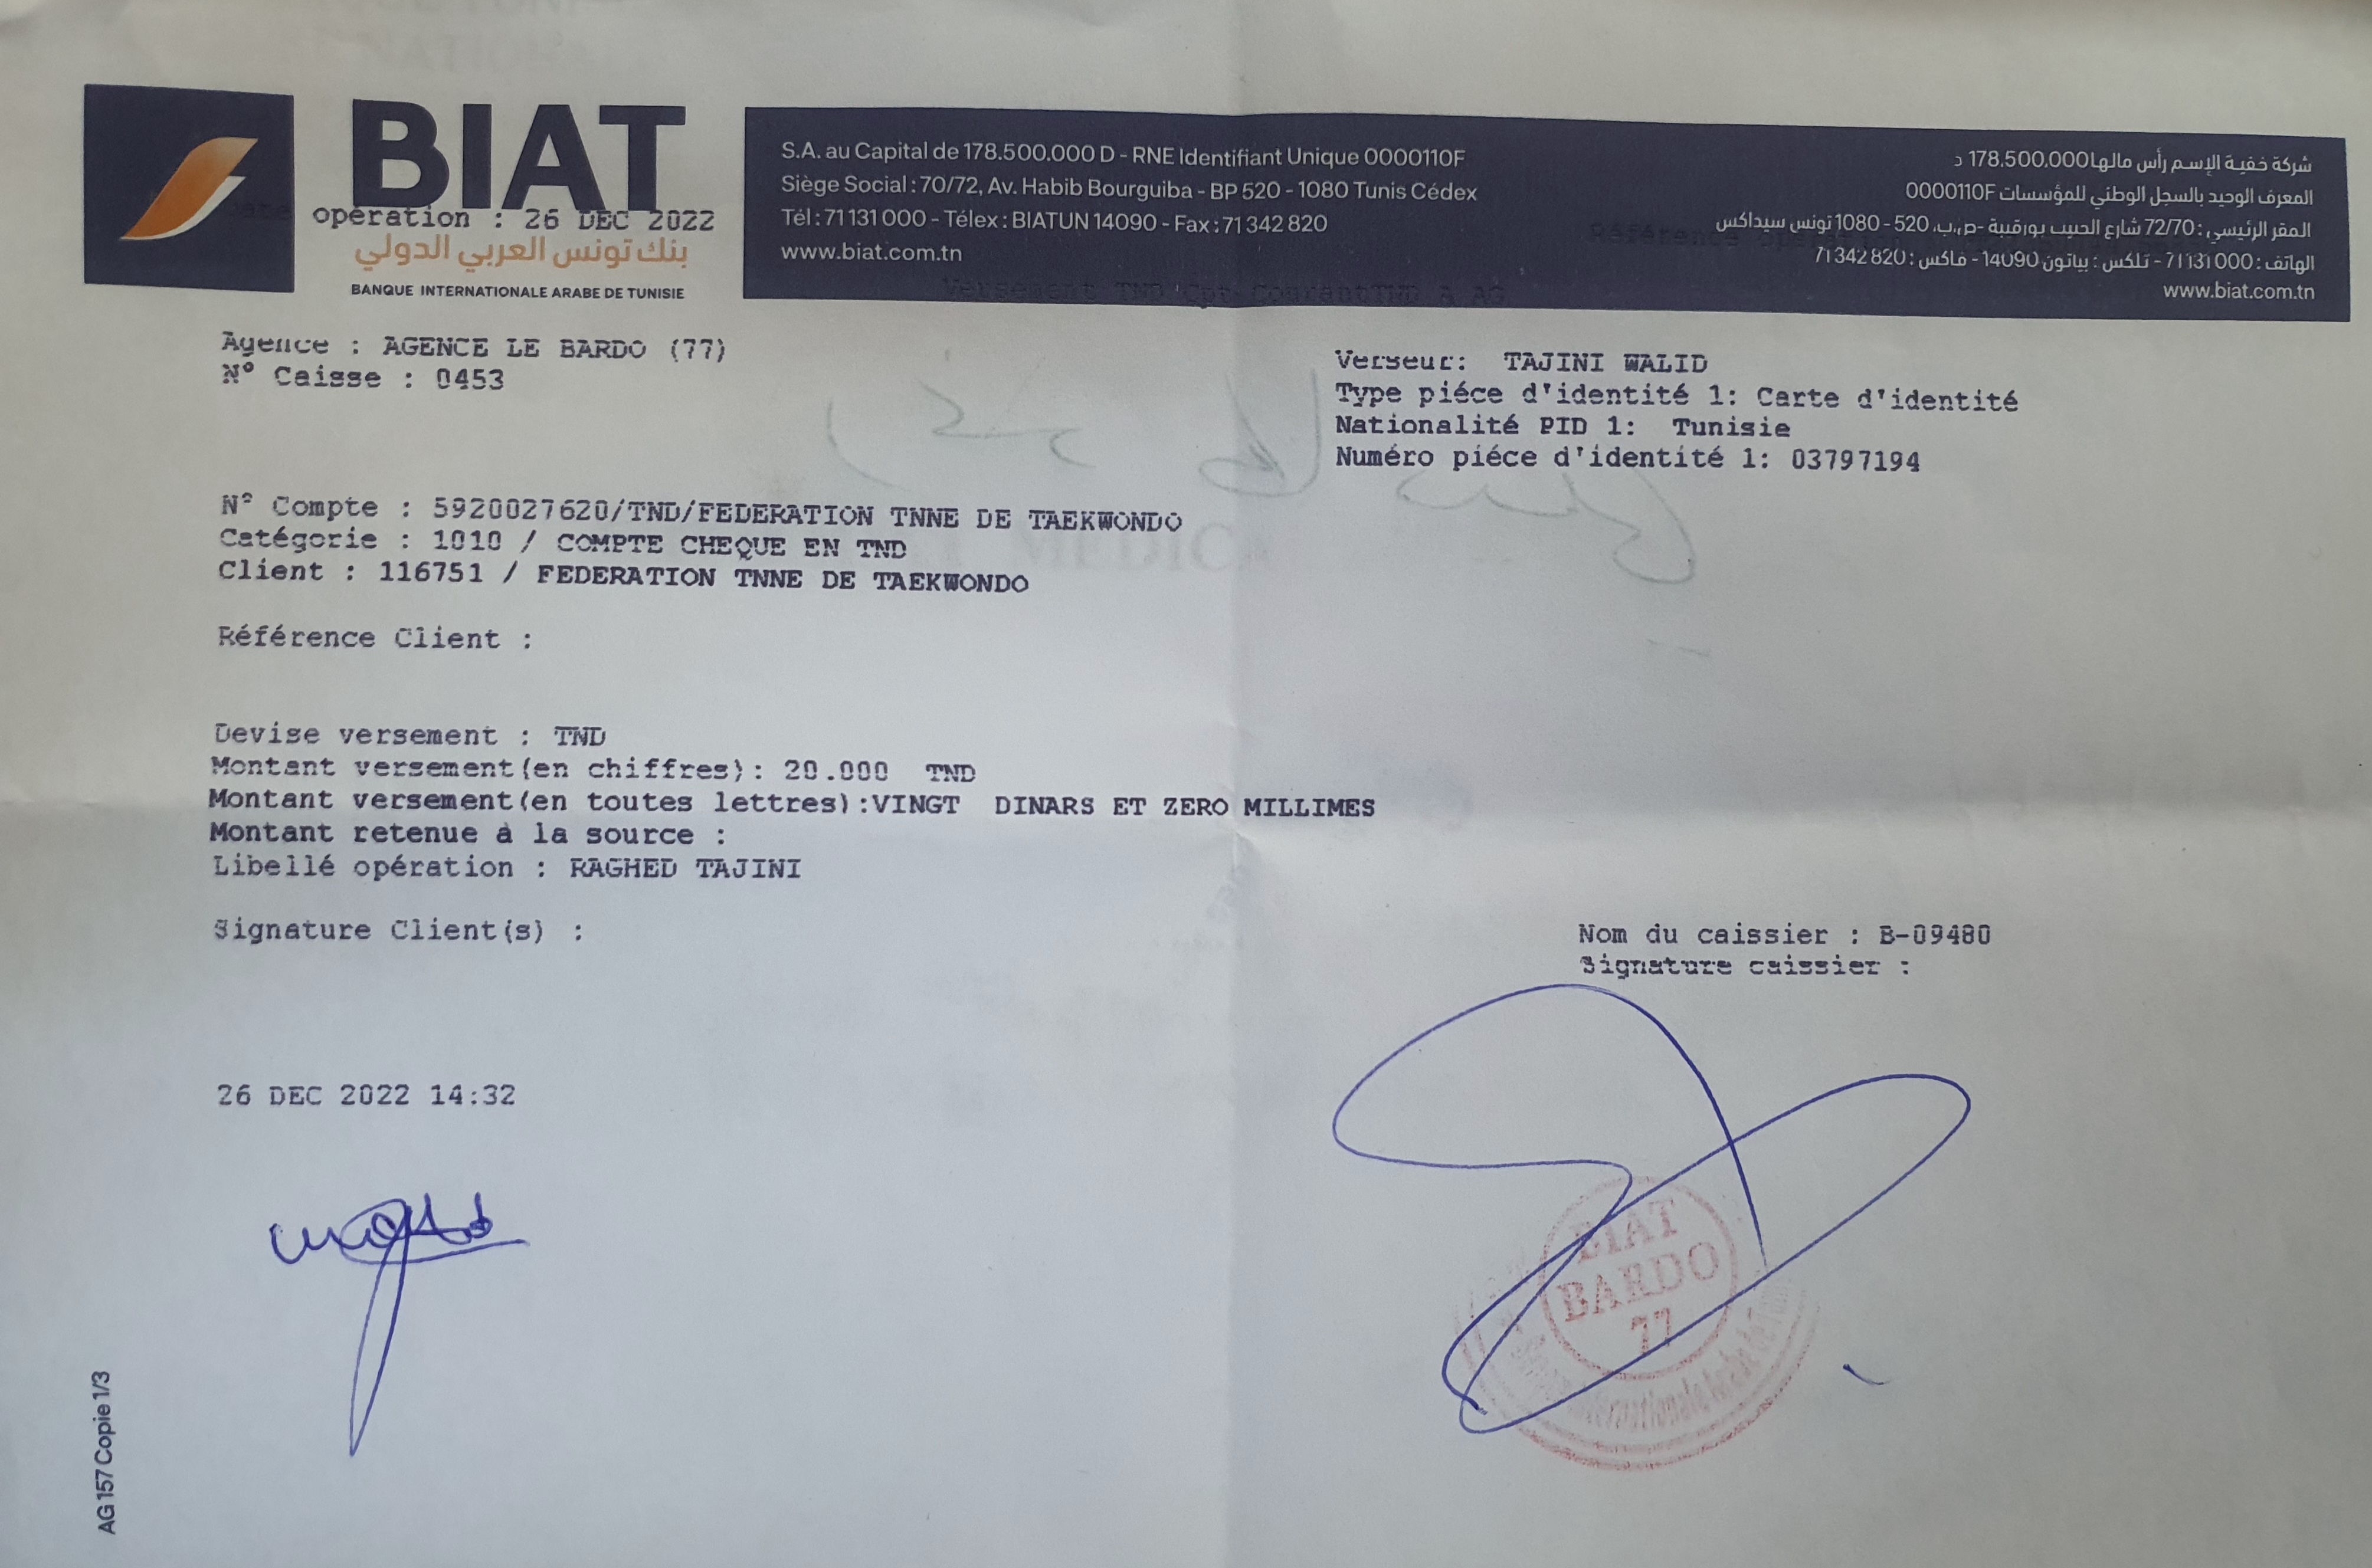 BIAT
opération : 26 DEC 2022
بنك تونس العربي الدولي
BANQUE INTERNATIONALE ARABE DE TUNISIE
S.A. au Capital de 178.500.000 D - RNE Identifiant Unique 0000110F
Siège Social : 70/72, Av. Habib Bourguiba - BP 520 - 1080 Tunis Cédex
Tél : 71 131 000 - Télex : BIATUN 14090 - Fax : 71 342 820
www.biat.com.tn
شركة خفية الإسم رأس مالها 178.500,000 د
المعرف الوحيد بالسجل الوطني للمؤسسات 0000110F
المقر الرئيسي : 72/70 شارع الحبيب بورقيبة -ص.ب. 520 - 1080 تونس سيداكس
الهاتف : 71 131 000 - تلكس : بياتون 14090 - فاكس : 71 342 820
www.biat.com.tn
Versement TND Cpt CourantTND A AG
Agence : AGENCE LE BARDO (77)
N° Caisse : 0453
Verseur: TAJINI WALID
Type piéce d'identité 1: Carte d'identité
Nationalité PID 1: Tunisie
Numéro piéce d'identité 1: 03797194
N° Compte : 5920027620/TND/FEDERATION TNNE DE TAEKWONDO
Catégorie : 1010 / COMPTE CHEQUE EN TND
Client : 116751 / FEDERATION TNNE DE TAEKWONDO
Référence Client :
Devise versement : TND
Montant versement(en chiffres): 20.000 TND
Montant versement(en toutes lettres):VINGT DINARS ET ZERO MILLIMES
Montant retenue à la source :
Libellé opération : RAGHED TAJINI
Signature Client(s) :
Nom du caissier : B-09480
Signature caissier :
26 DEC 2022 14:32
BIAT
BARDO
77
AG 157 Copie 1/3